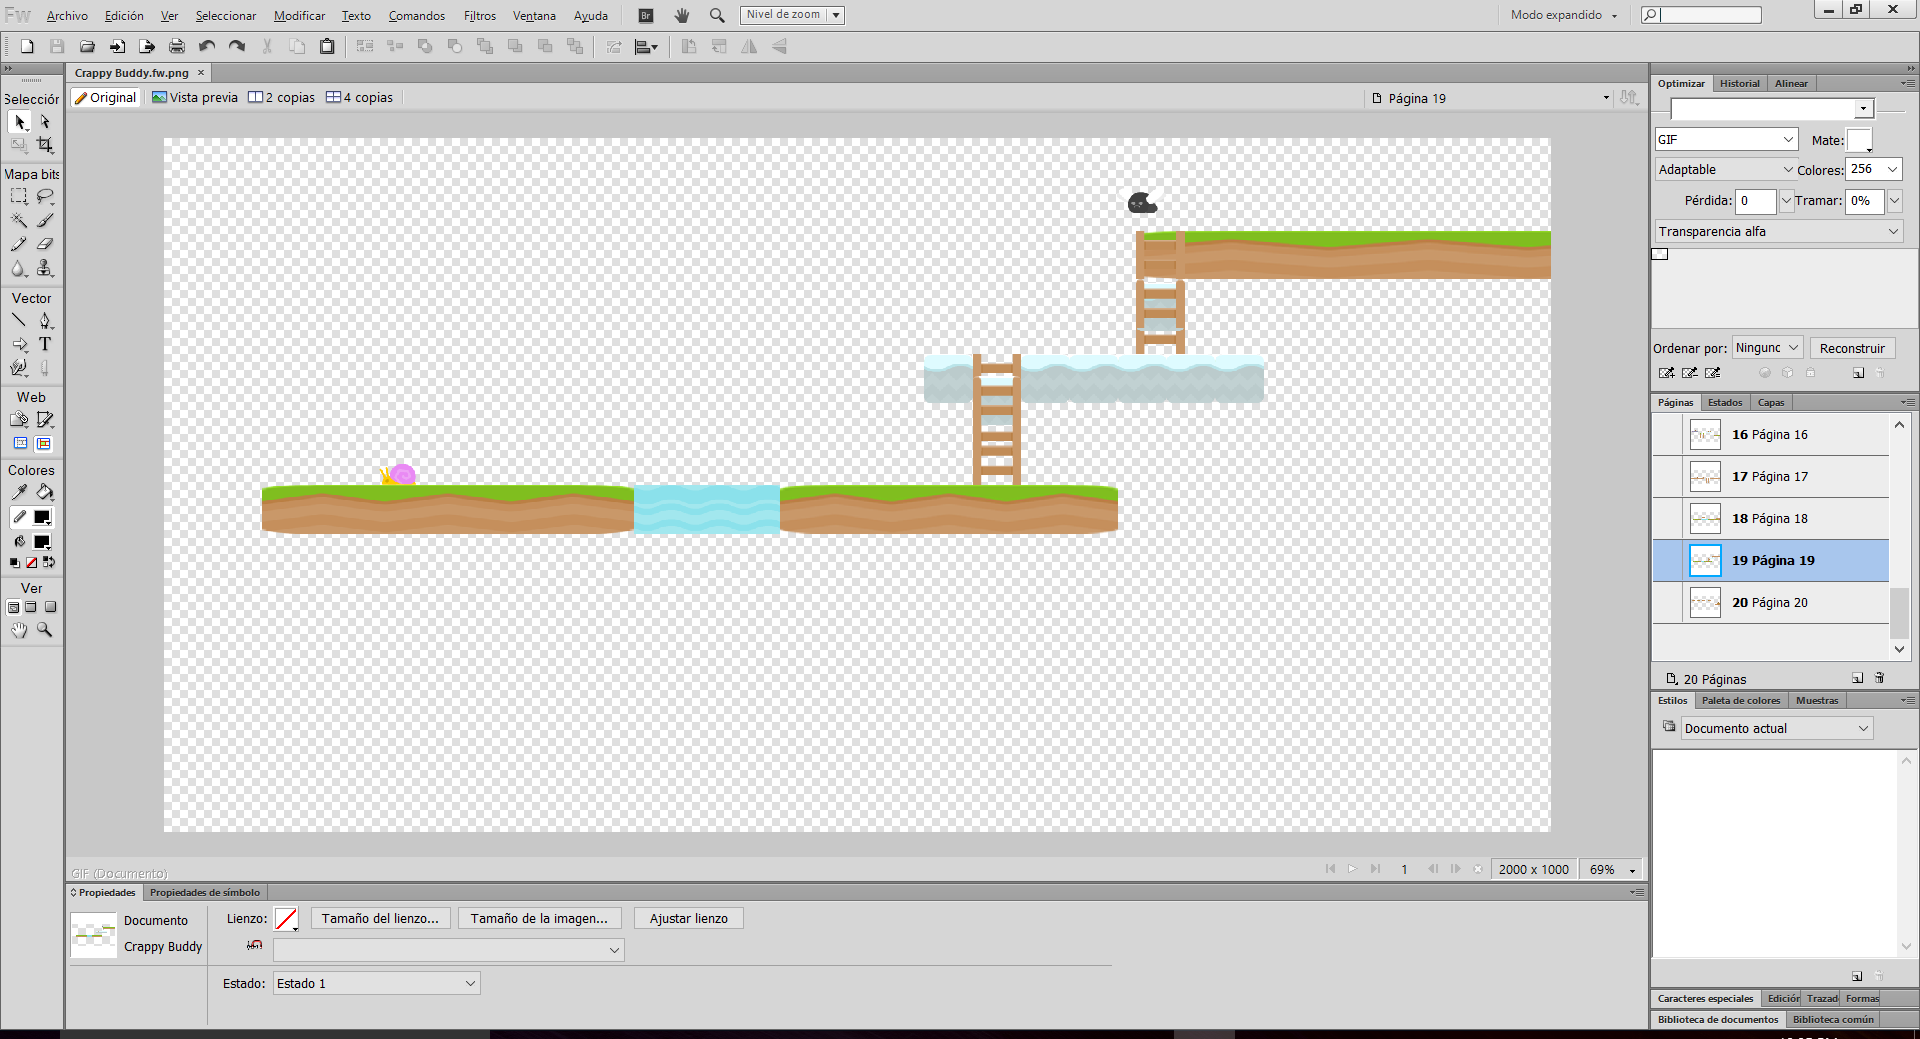 Fw Archivo Edición Ver Seleccionar Modificar Texto Comandos Filtros Ventana Ayuda Br Nivel de zoom Modo expandido
Crappy Buddy.fw.png ×
Original Vista previa 2 copias 4 copias Página 19
Selección
Mapa bits
Vector
T
Web
Colores
Ver
Optimizar Historial Alinear
GIF Mate:
Adaptable Colores: 256
Pérdida: 0 Tramar: 0%
Transparencia alfa
Ordenar por: Ninguno Reconstruir
Páginas Estados Capas
16 Página 16
17 Página 17
18 Página 18
19 Página 19
20 Página 20
20 Páginas
Estilos Paleta de colores Muestras
Documento actual
Caracteres especiales Edición Trazad Formas
Biblioteca de documentos Biblioteca común
GIF (Documento) 1 2000 x 1000 69%
Propiedades Propiedades de símbolo
Documento Lienzo: Tamaño del lienzo... Tamaño de la imagen... Ajustar lienzo
Crappy Buddy
Estado: Estado 1